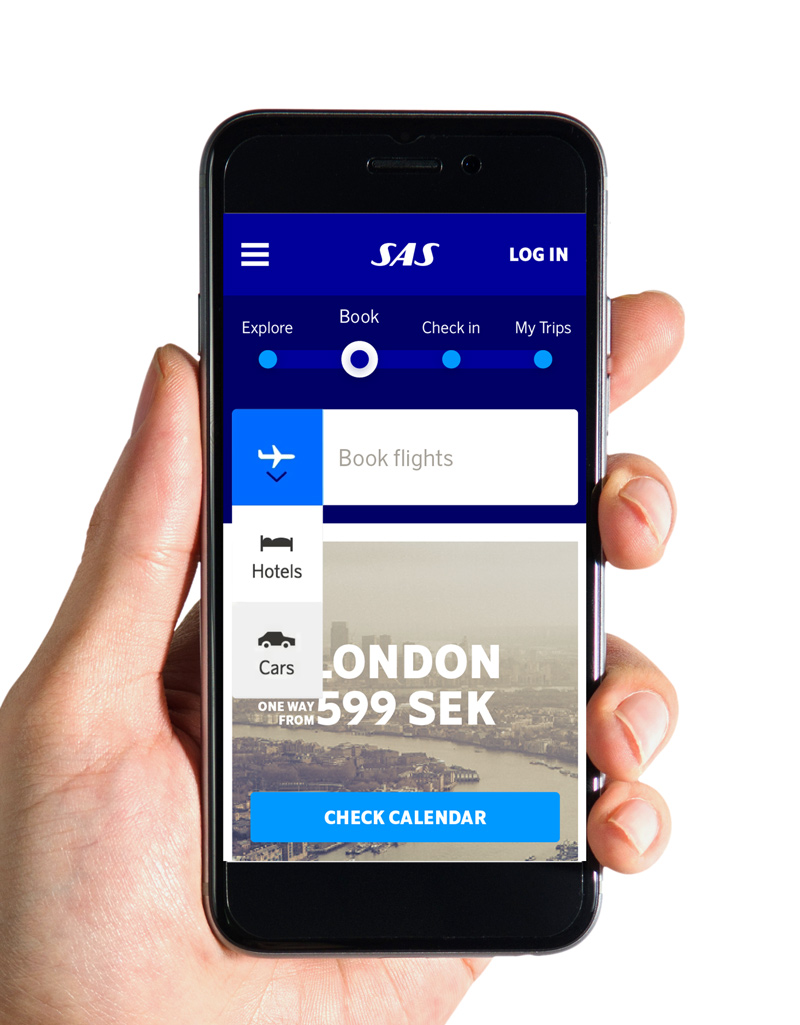 SAS
LOG IN
Explore
Book
Check in
My Trips
Book flights
Hotels
Cars
LONDON
ONE WAY
FROM
599 SEK
CHECK CALENDAR